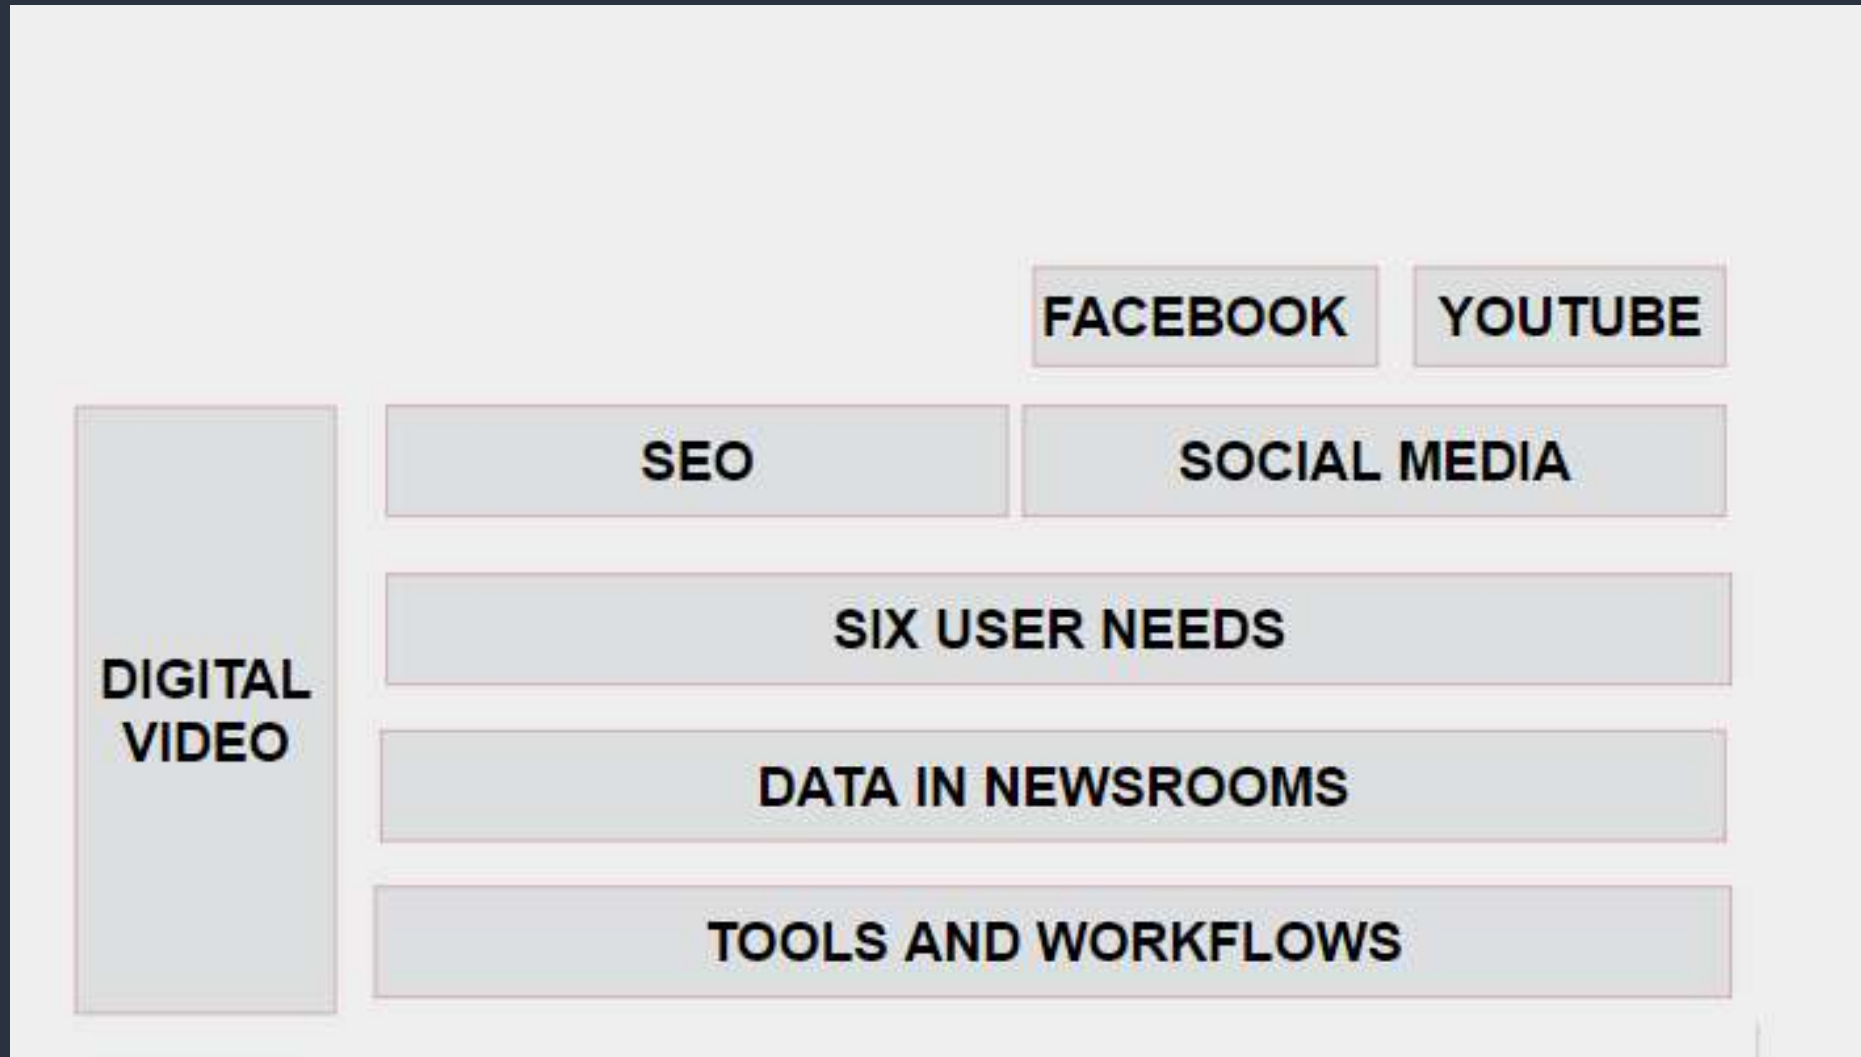 FACEBOOK
YOUTUBE
SEO
SOCIAL MEDIA
SIX USER NEEDS
DIGITAL
VIDEO
DATA IN NEWSROOMS
TOOLS AND WORKFLOWS